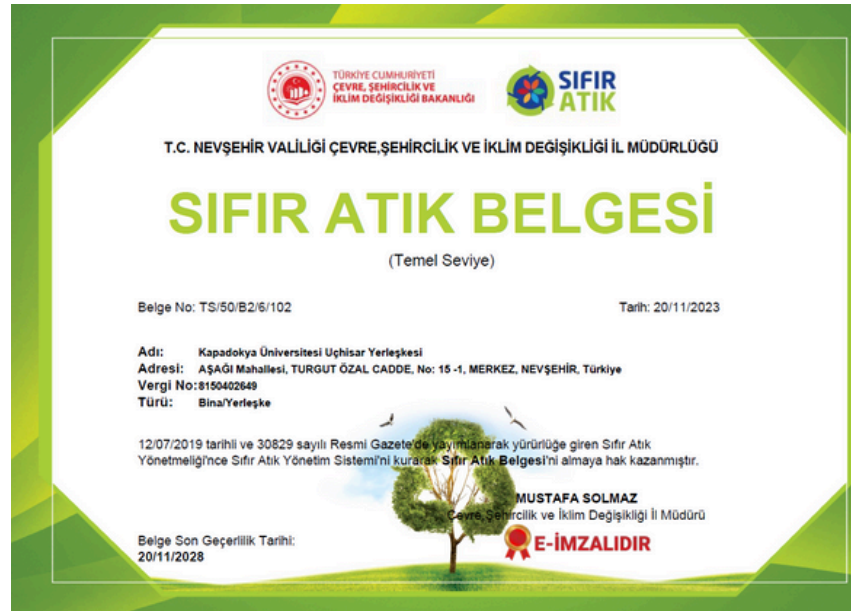 TÜRKİYE CUMHURİYETİ
ÇEVRE, ŞEHİRCİLİK VE
İKLİM DEĞİŞİKLİĞİ BAKANLIĞI
SIFIR
ATIK
T.C. NEVŞEHİR VALİLİĞİ ÇEVRE,ŞEHİRCİLİK VE İKLİM DEĞİŞİKLİĞİ İL MÜDÜRLÜĞÜ
SIFIR ATIK BELGESİ
(Temel Seviye)
Belge No: TS/50/B2/6/102 Tarih: 20/11/2023
Adı: Kapadokya Üniversitesi Uçhisar Yerleşkesi
Adresi: AŞAĞI Mahallesi, TURGUT ÖZAL CADDE, No: 15 -1, MERKEZ, NEVŞEHİR, Türkiye
Vergi No:8150402649
Türü: Bina/Yerleşke
12/07/2019 tarihli ve 30829 sayılı Resmi Gazete'de yayımlanarak yürürlüğe giren Sıfır Atık
Yönetmeliği'nce Sıfır Atık Yönetim Sistemi'ni kurarak Sıfır Atık Belgesi'ni almaya hak kazanmıştır.
MUSTAFA SOLMAZ
Çevre,Şehircilik ve İklim Değişikliği İl Müdürü
E-İMZALIDIR
Belge Son Geçerlilik Tarihi:
20/11/2028